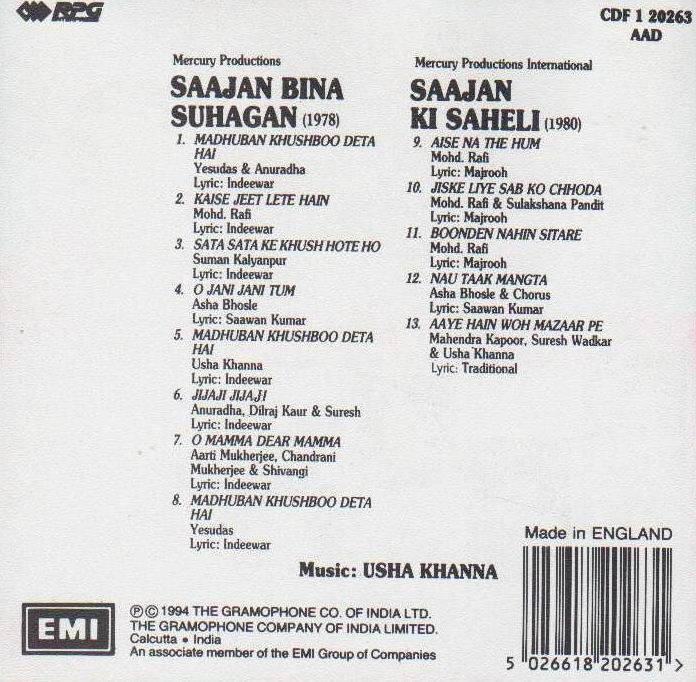 RPG
CDF 1 20263
AAD
Mercury Productions
SAAJAN BINA
SUHAGAN (1978)
1. MADHUBAN KHUSHBOO DETA
HAI
Yesudas & Anuradha
Lyric: Indeewar
2. KAISE JEET LETE HAIN
Mohd. Rafi
Lyric: Indeewar
3. SATA SATA KE KHUSH HOTE HO
Suman Kalyanpur
Lyric: Indeewar
4. O JANI JANI TUM
Asha Bhosle
Lyric: Saawan Kumar
5. MADHUBAN KHUSHBOO DETA
HAI
Usha Khanna
Lyric: Indeewar
6. JIJAJI JIJAJI
Anuradha, Dilraj Kaur & Suresh
Lyric: Indeewar
7. O MAMMA DEAR MAMMA
Aarti Mukherjee, Chandrani
Mukherjee & Shivangi
Lyric: Indeewar
8. MADHUBAN KHUSHBOO DETA
HAI
Yesudas
Lyric: Indeewar
Mercury Productions International
SAAJAN
KI SAHELI (1980)
9. AISE NA THE HUM
Mohd. Rafi
Lyric: Majrooh
10. JISKE LIYE SAB KO CHHODA
Mohd. Rafi & Sulakshana Pandit
Lyric: Majrooh
11. BOONDEN NAHIN SITARE
Mohd. Rafi
Lyric: Majrooh
12. NAU TAAK MANGTA
Asha Bhosle & Chorus
Lyric: Saawan Kumar
13. AAYE HAIN WOH MAZAAR PE
Mahendra Kapoor, Suresh Wadkar
& Usha Khanna
Lyric: Traditional
Music: USHA KHANNA
Made in ENGLAND
5 026618 202631 >
EMI
Ⓟ© 1994 THE GRAMOPHONE CO. OF INDIA LTD.
THE GRAMOPHONE COMPANY OF INDIA LIMITED.
Calcutta • India
An associate member of the EMI Group of Companies